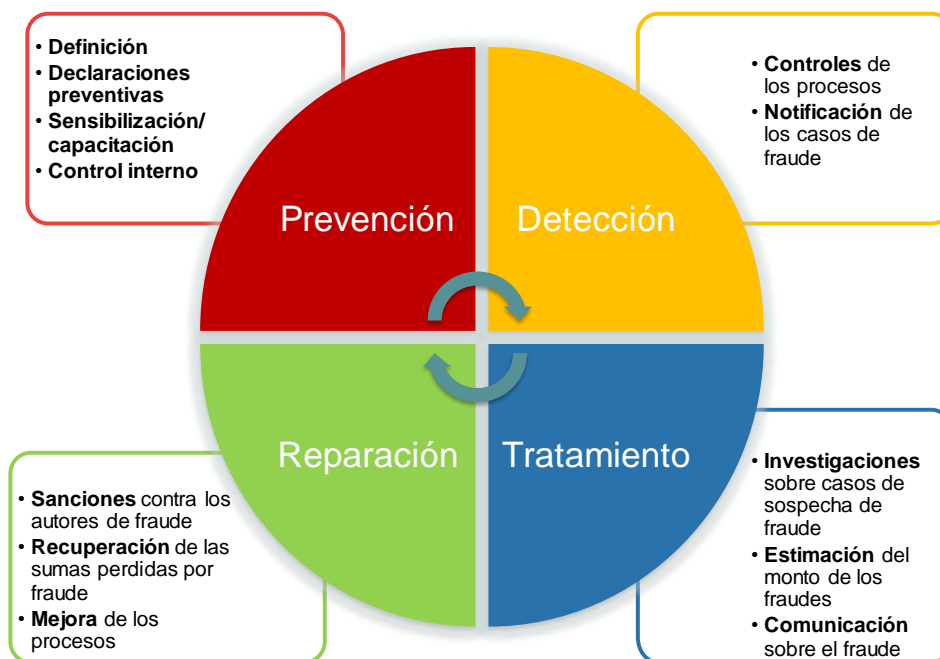 • Definición
• Declaraciones
preventivas
• Sensibilización/
capacitación
• Control interno
• Controles de
los procesos
• Notificación de
los casos de
fraude
Prevención
Detección
Reparación
Tratamiento
• Sanciones contra los
autores de fraude
• Recuperación de las
sumas perdidas por
fraude
• Mejora de los
procesos
• Investigaciones
sobre casos de
sospecha de
fraude
• Estimación del
monto de los
fraudes
• Comunicación
sobre el fraude